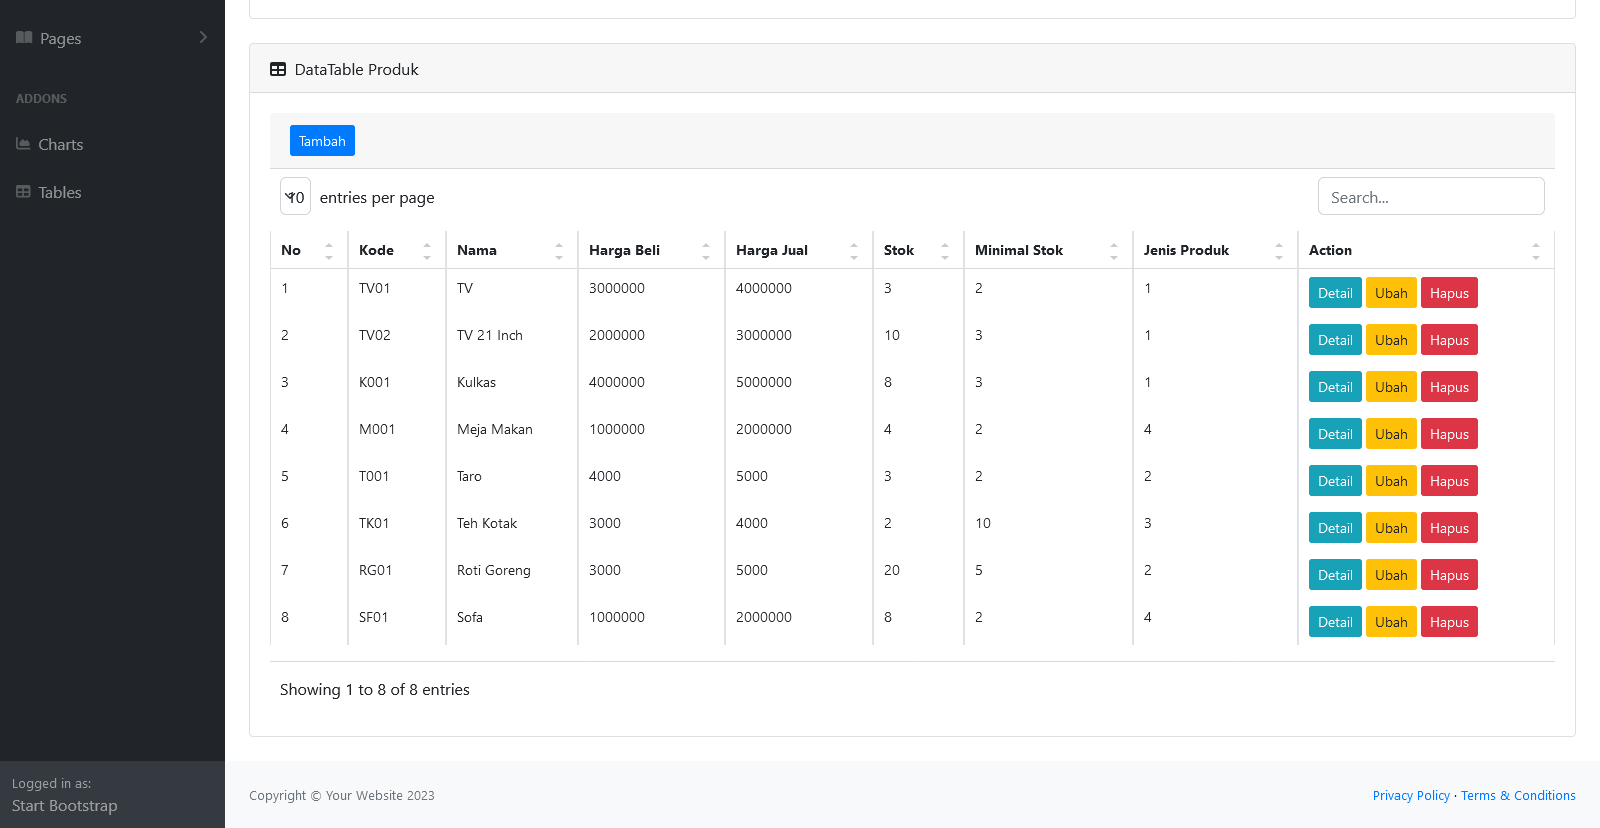 Pages
ADDONS
Charts
Tables
Logged in as:
Start Bootstrap
DataTable Produk
Tambah
10 entries per page
Search...
No Kode Nama Harga Beli Harga Jual Stok Minimal Stok Jenis Produk Action
1 TV01 TV 3000000 4000000 3 2 1 Detail Ubah Hapus
2 TV02 TV 21 Inch 2000000 3000000 10 3 1 Detail Ubah Hapus
3 K001 Kulkas 4000000 5000000 8 3 1 Detail Ubah Hapus
4 M001 Meja Makan 1000000 2000000 4 2 4 Detail Ubah Hapus
5 T001 Taro 4000 5000 3 2 2 Detail Ubah Hapus
6 TK01 Teh Kotak 3000 4000 2 10 3 Detail Ubah Hapus
7 RG01 Roti Goreng 3000 5000 20 5 2 Detail Ubah Hapus
8 SF01 Sofa 1000000 2000000 8 2 4 Detail Ubah Hapus
Showing 1 to 8 of 8 entries
Copyright © Your Website 2023
Privacy Policy · Terms & Conditions